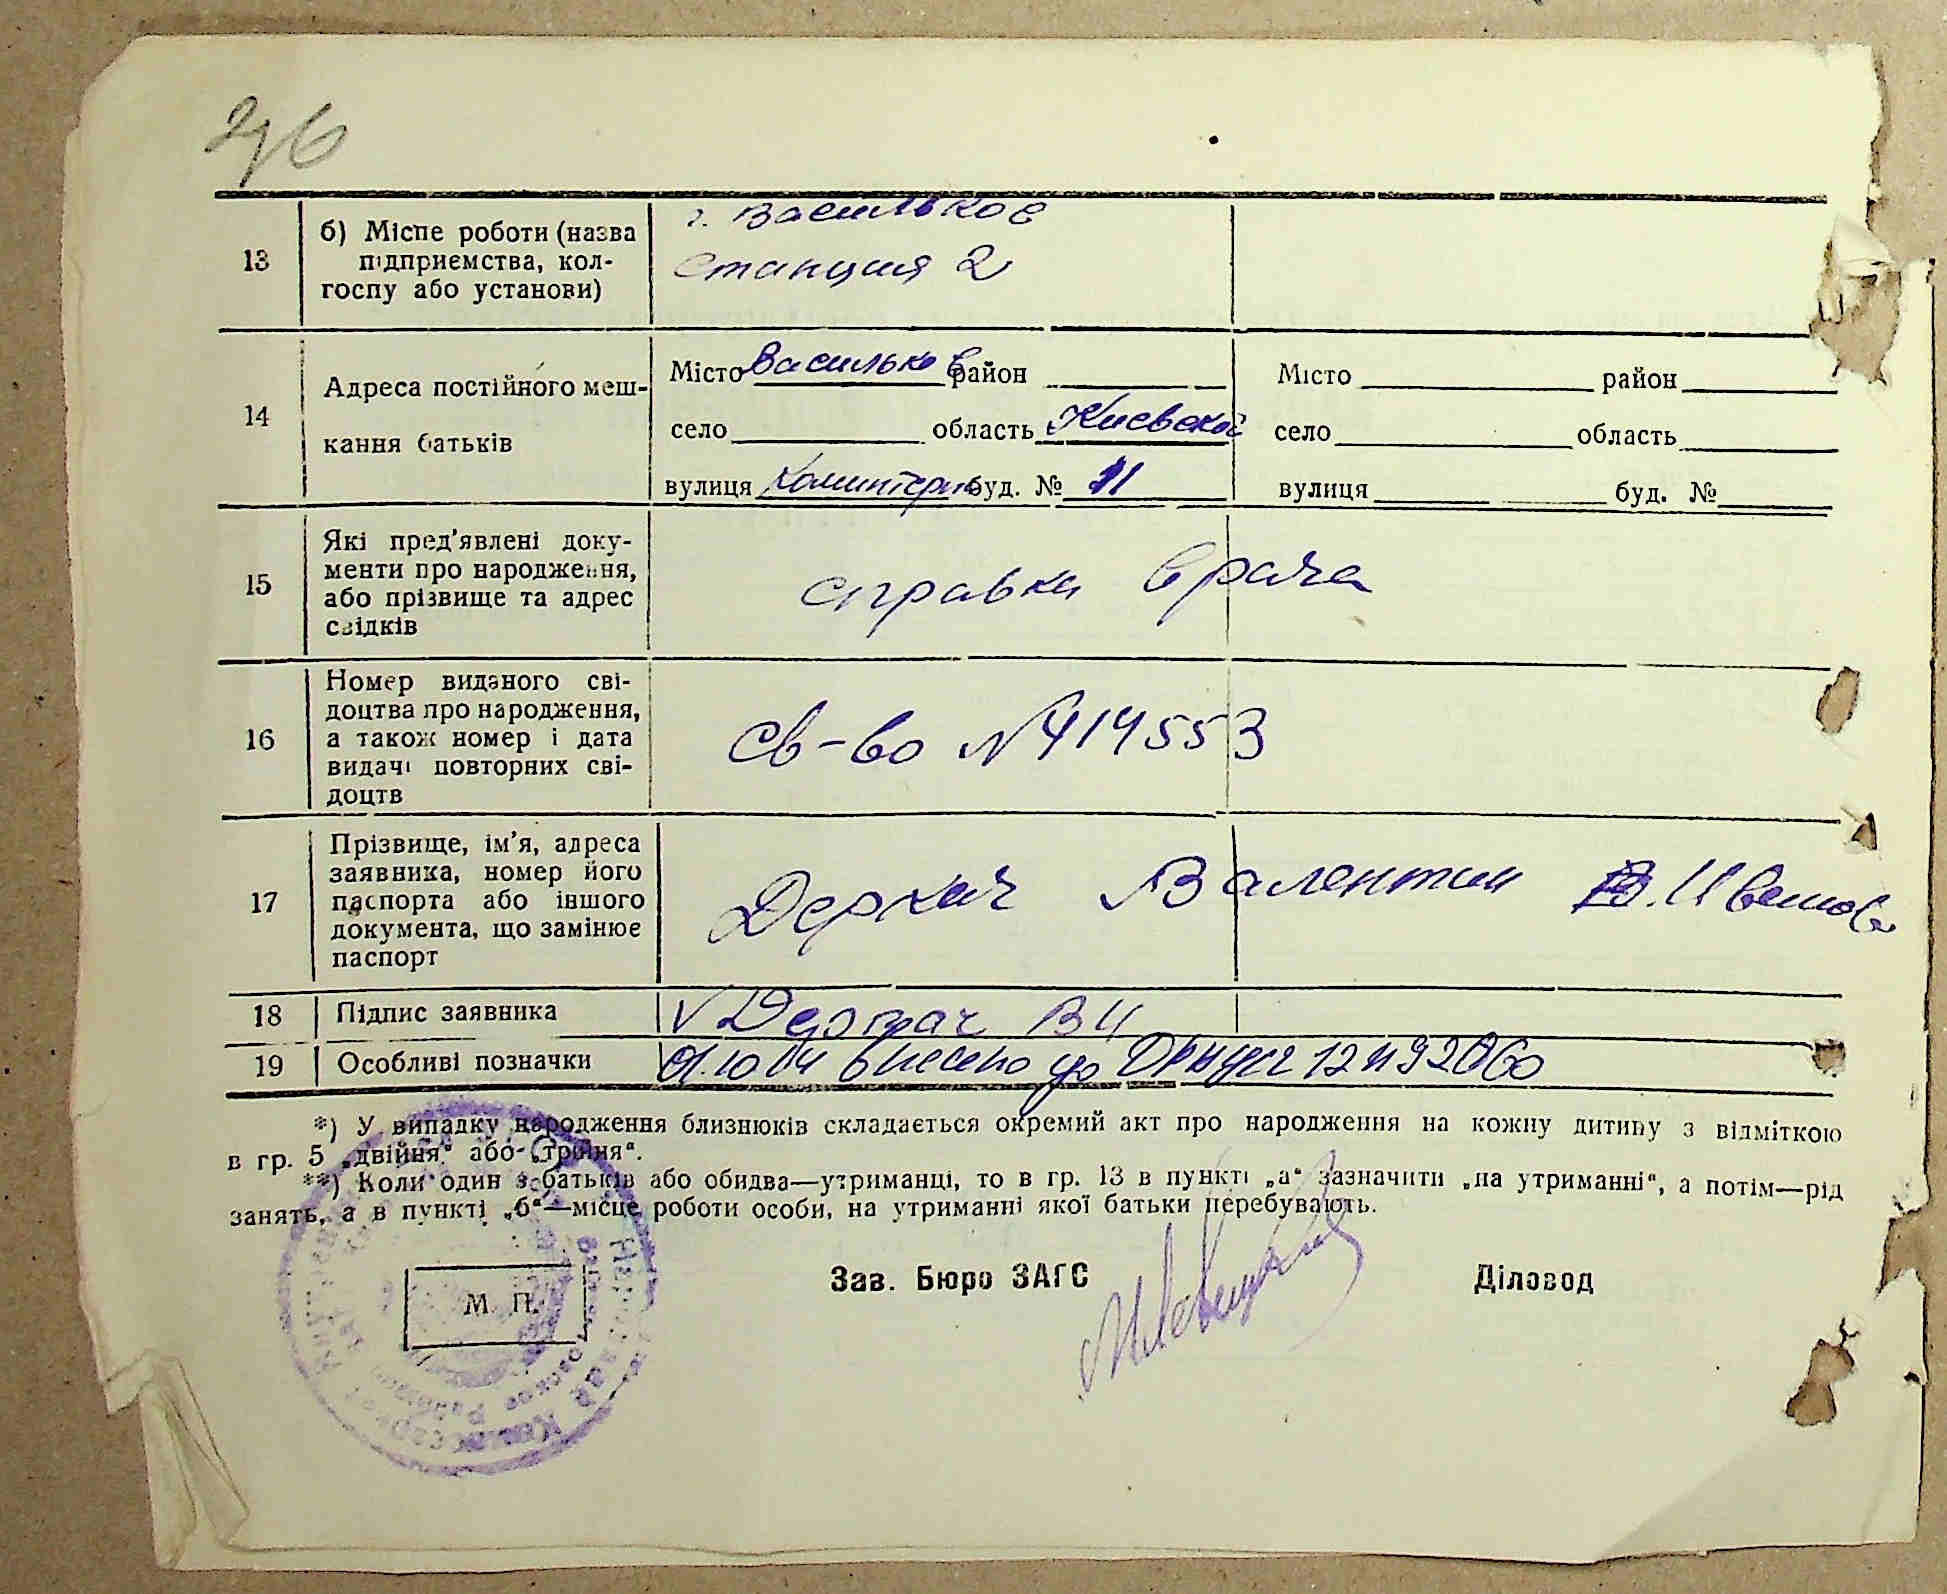 13
б) Місце роботи (назва
підприємства, кол-
госпу або установи)
г. Васильков
станция 2
14
Адреса постійного меш-
кання батьків
Місто Васильков район
село область Киевской
вулиця Коминтерна буд. № 11
Місто район
село область
вулиця буд. №
15
Які пред'явлені доку-
менти про народження,
або прізвище та адрес
свідків
справка врача
16
Номер виданого сві-
доцтва про народження,
а також номер і дата
видачі повторних сві-
доцтв
св-во № 414553
17
Прізвище, ім'я, адреса
заявника, номер його
паспорта або іншого
документа, що замінює
паспорт
Деркач Валентин
18
Підпис заявника
V Деркач В И
19
Особливі позначки
внесено до
*) У випадку народження близнюків складається окремий акт про народження на кожну дитину з відміткою
в гр. 5 „двійня“ або „трійня“.
**) Коли один з батьків або обидва—утриманці, то в гр. 13 в пункті „а“ зазначити „на утриманні“, а потім—рід
занять, а в пункті „б“—місце роботи особи, на утриманні якої батьки перебувають.
М. П.
Зав. Бюро ЗАГС
Діловод